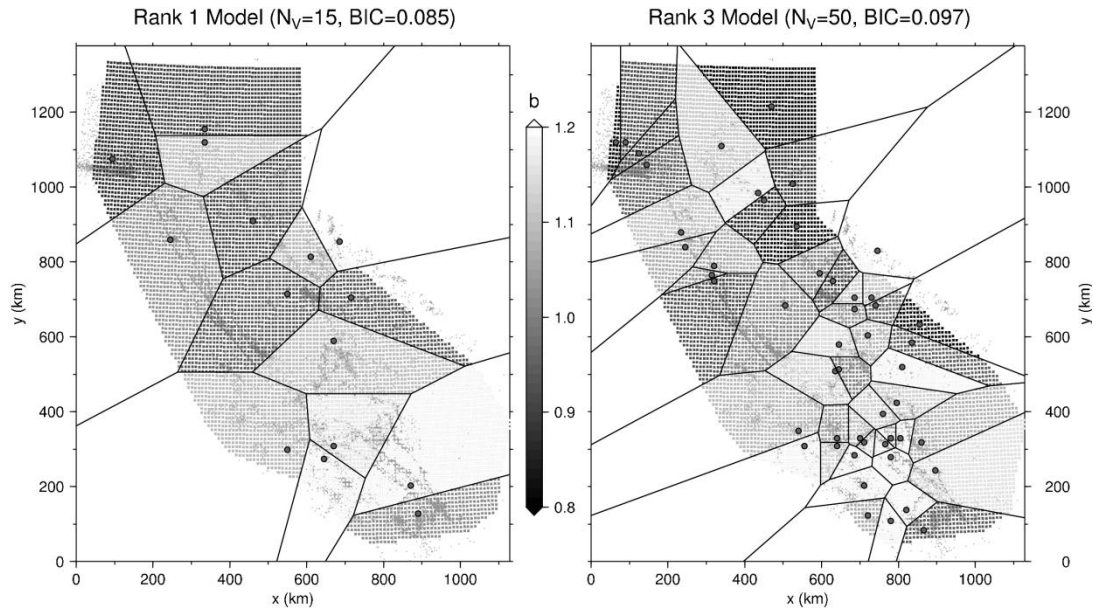 Rank 1 Model (N_V=15, BIC=0.085)
Rank 3 Model (N_V=50, BIC=0.097)
b
1.2
1.1
1.0
0.9
0.8
y (km)
1200
1000
800
600
400
200
0
0 200 400 600 800 1000
x (km)
0 200 400 600 800 1000
x (km)
1200
1000
800
600
400
200
0
y (km)